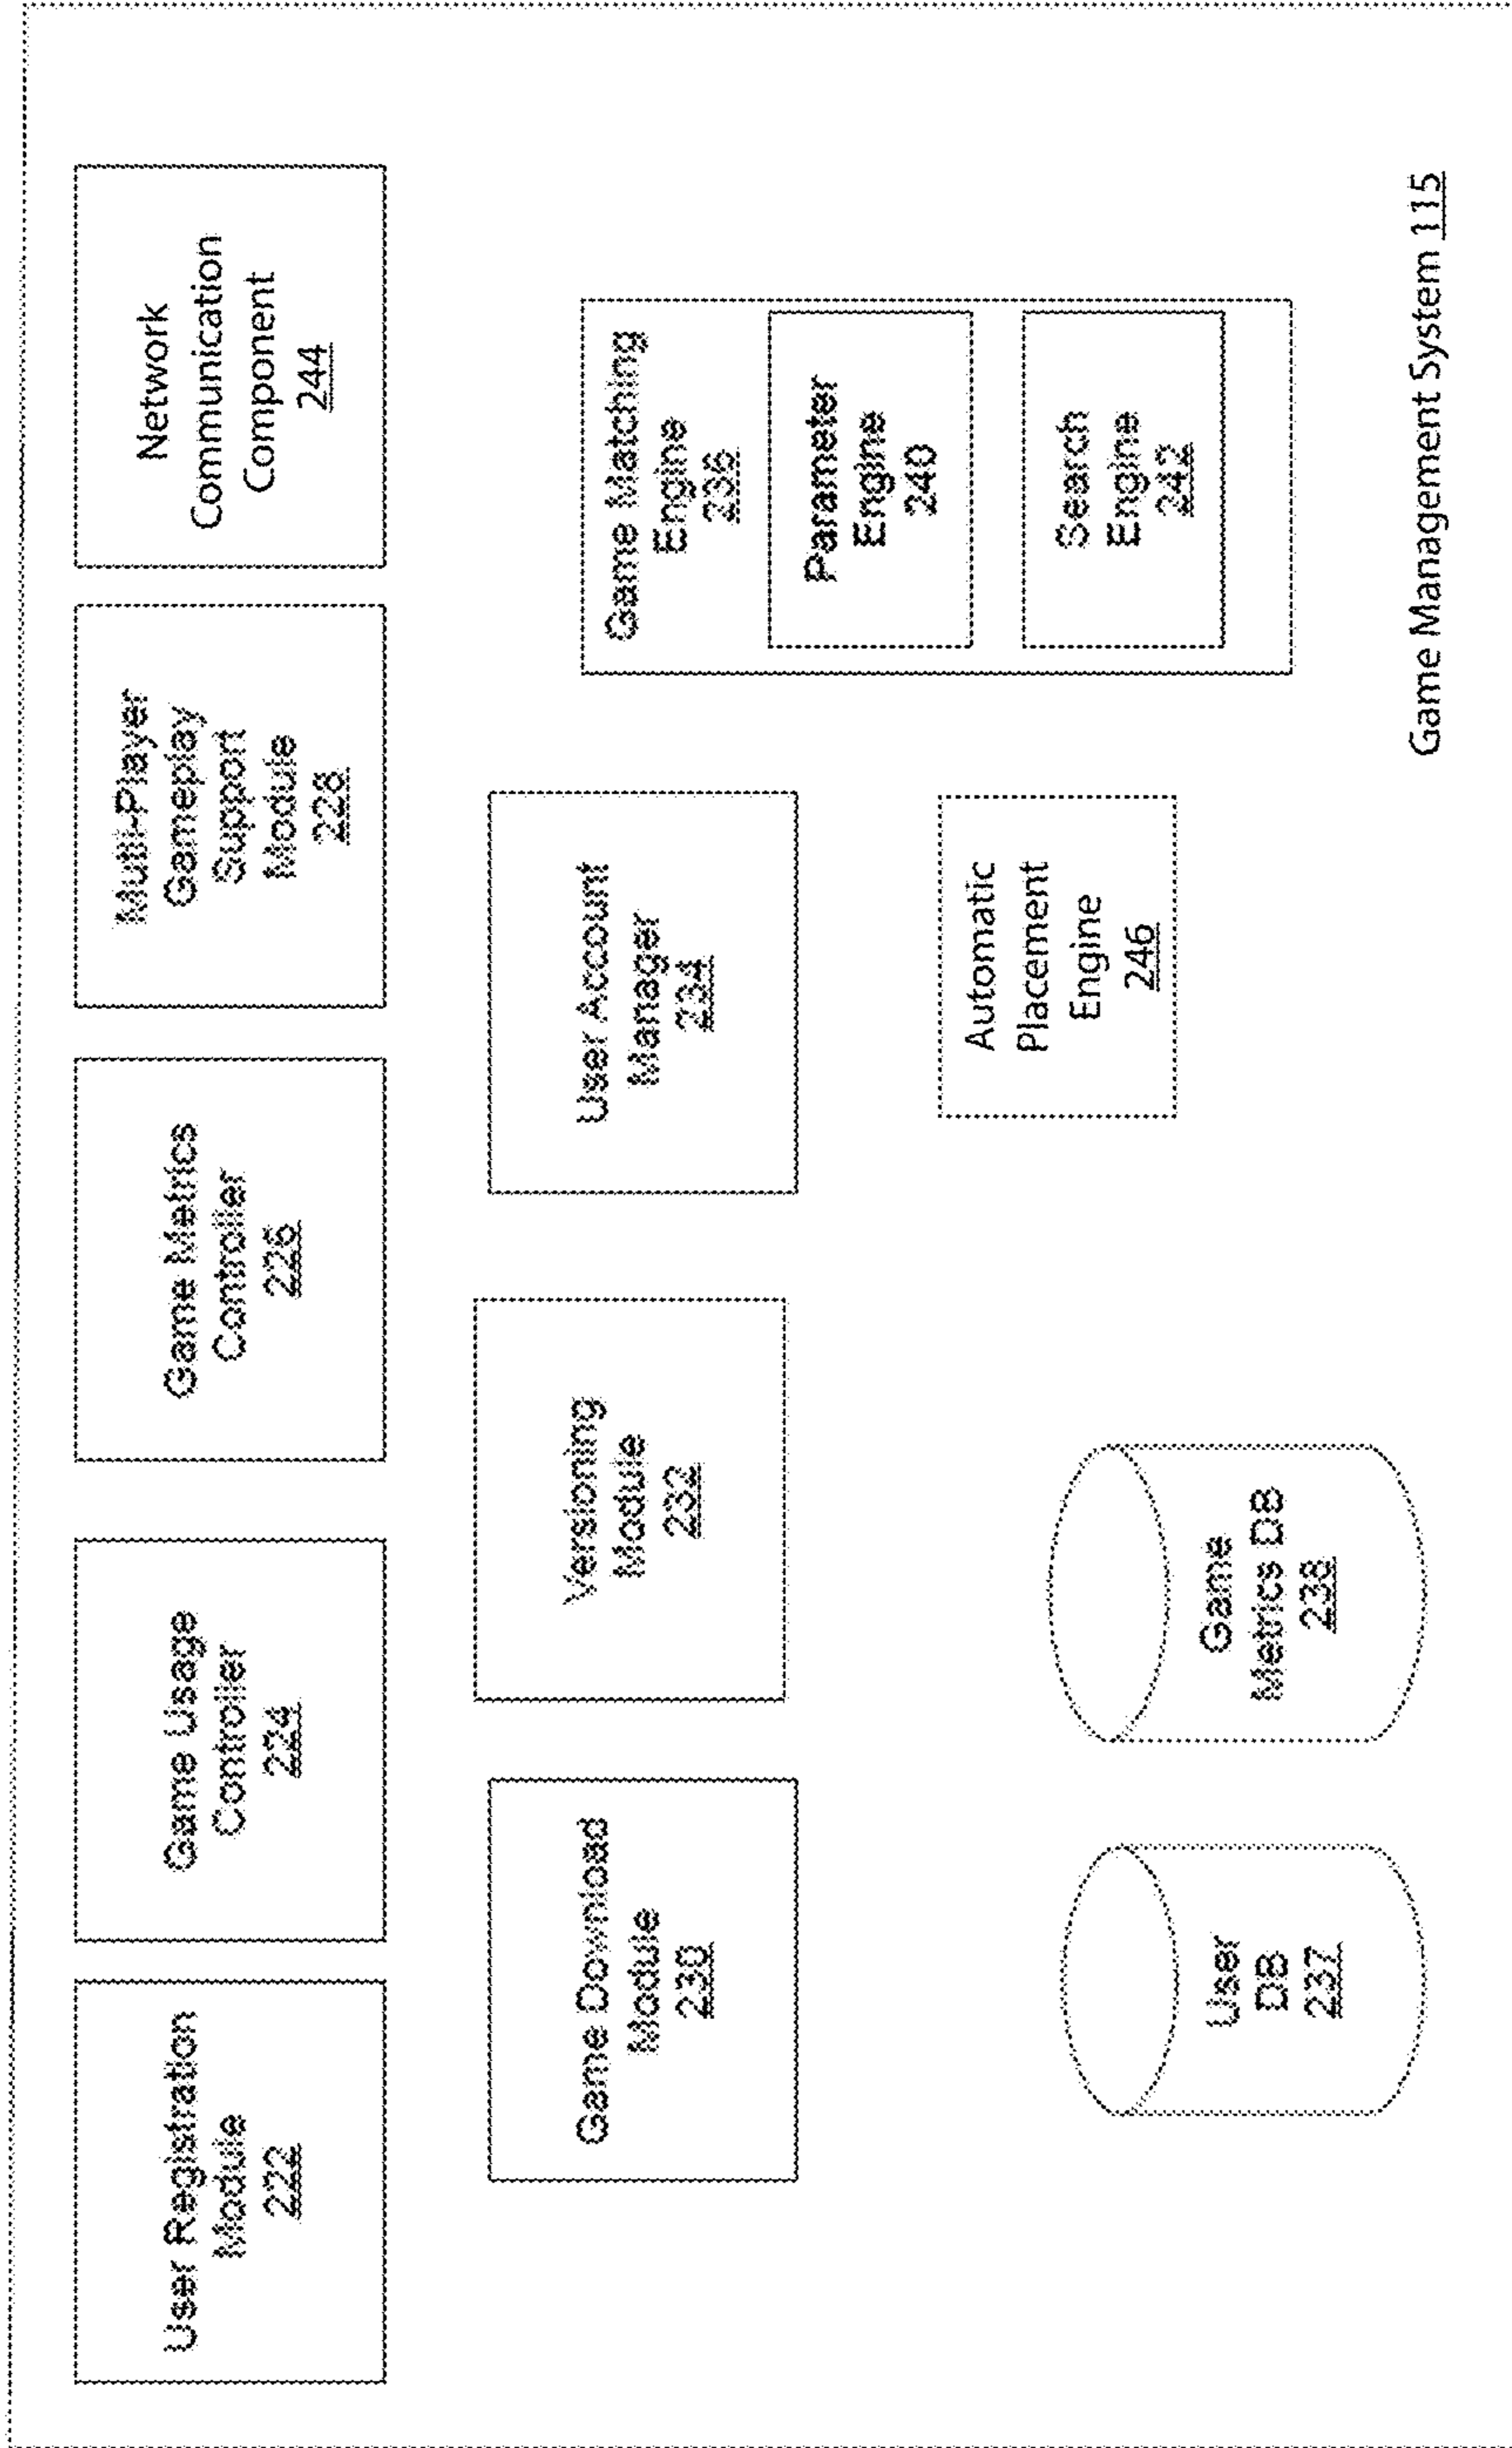 User Registration
Module
222
Game Usage
Controller
224
Game Metrics
Controller
226
Multi-Player
Gameplay
Support
Module
228
Network
Communication
Component
244
Game Download
Module
230
Versioning
Module
232
User Account
Manager
234
Game Matching
Engine
236
Parameter
Engine
240
Search
Engine
242
Automatic
Placement
Engine
246
User
DB
237
Game
Metrics DB
238
Game Management System 115